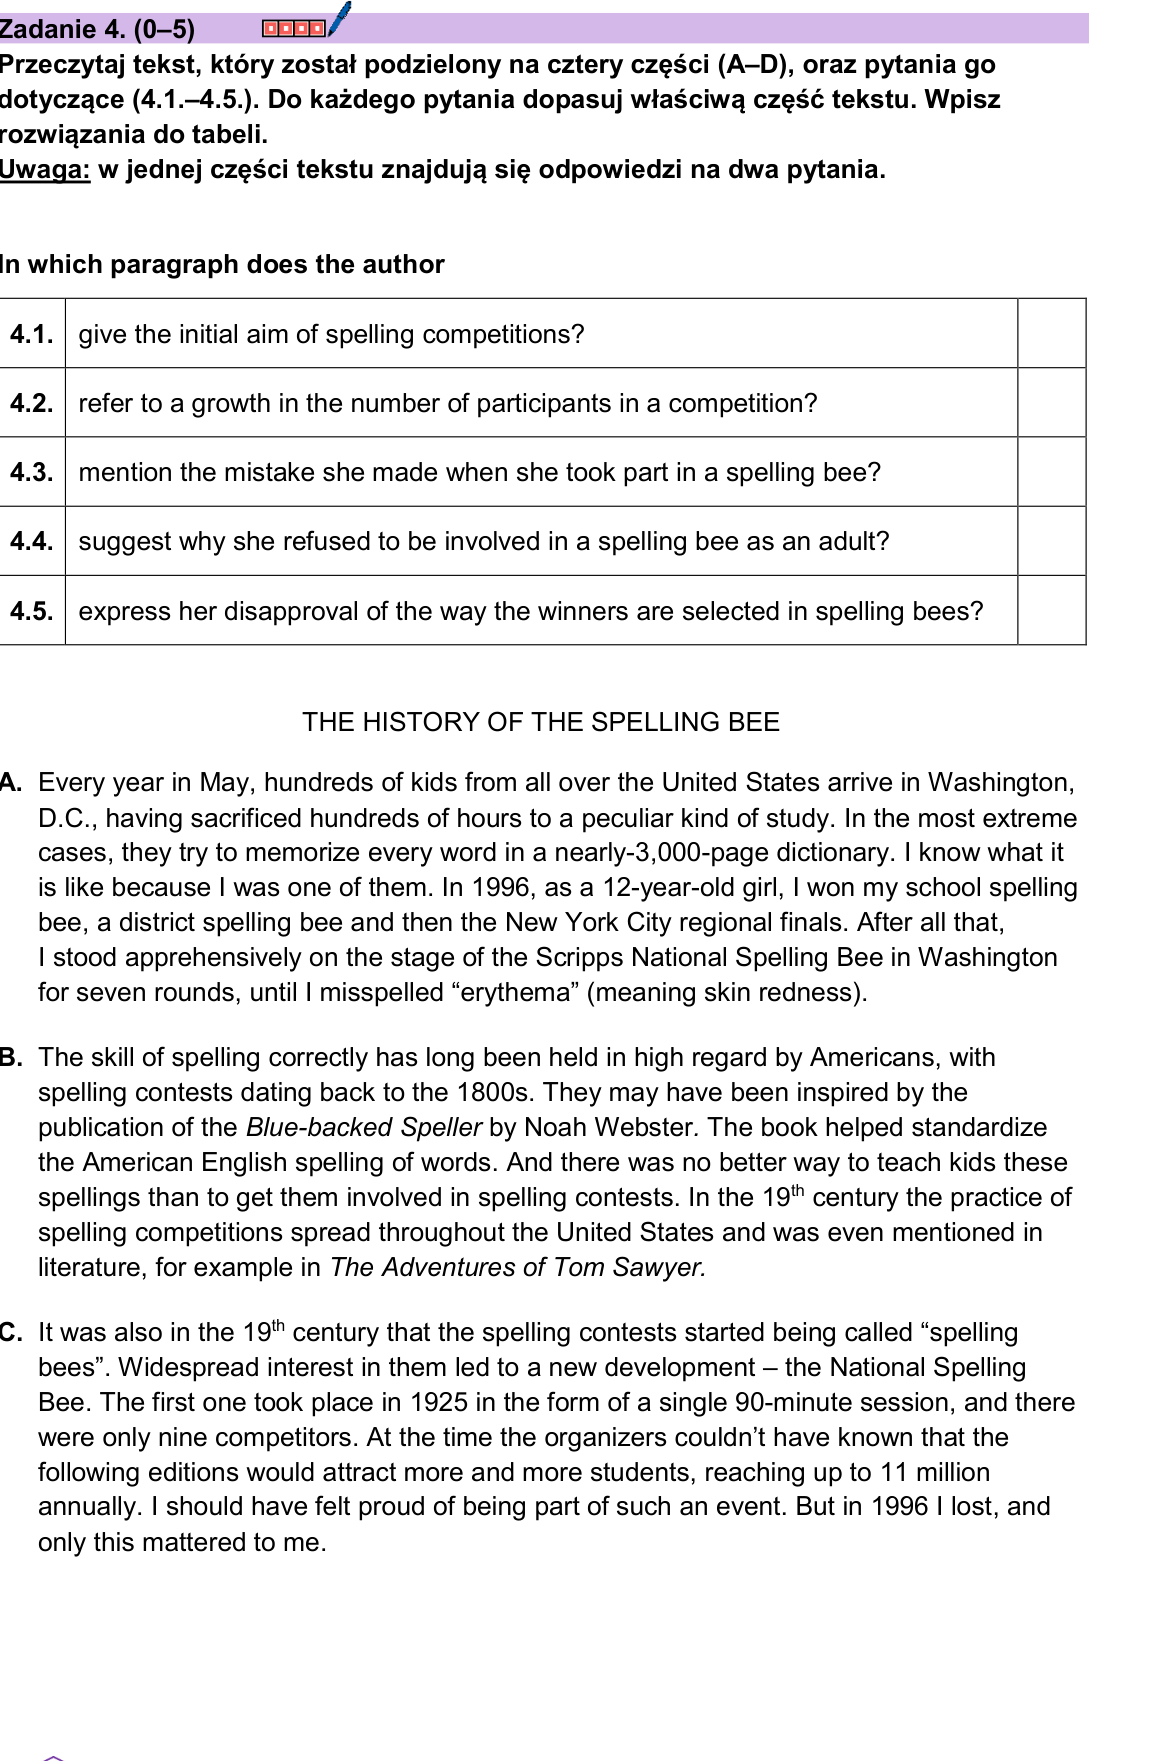 Zadanie 4. (0–5)
Przeczytaj tekst, który został podzielony na cztery części (A–D), oraz pytania go
dotyczące (4.1.–4.5.). Do każdego pytania dopasuj właściwą część tekstu. Wpisz
rozwiązania do tabeli.
Uwaga: w jednej części tekstu znajdują się odpowiedzi na dwa pytania.
In which paragraph does the author
4.1. give the initial aim of spelling competitions?
4.2. refer to a growth in the number of participants in a competition?
4.3. mention the mistake she made when she took part in a spelling bee?
4.4. suggest why she refused to be involved in a spelling bee as an adult?
4.5. express her disapproval of the way the winners are selected in spelling bees?
THE HISTORY OF THE SPELLING BEE
A. Every year in May, hundreds of kids from all over the United States arrive in Washington,
D.C., having sacrificed hundreds of hours to a peculiar kind of study. In the most extreme
cases, they try to memorize every word in a nearly-3,000-page dictionary. I know what it
is like because I was one of them. In 1996, as a 12-year-old girl, I won my school spelling
bee, a district spelling bee and then the New York City regional finals. After all that,
I stood apprehensively on the stage of the Scripps National Spelling Bee in Washington
for seven rounds, until I misspelled “erythema” (meaning skin redness).
B. The skill of spelling correctly has long been held in high regard by Americans, with
spelling contests dating back to the 1800s. They may have been inspired by the
publication of the Blue-backed Speller by Noah Webster. The book helped standardize
the American English spelling of words. And there was no better way to teach kids these
spellings than to get them involved in spelling contests. In the 19th century the practice of
spelling competitions spread throughout the United States and was even mentioned in
literature, for example in The Adventures of Tom Sawyer.
C. It was also in the 19th century that the spelling contests started being called “spelling
bees”. Widespread interest in them led to a new development – the National Spelling
Bee. The first one took place in 1925 in the form of a single 90-minute session, and there
were only nine competitors. At the time the organizers couldn’t have known that the
following editions would attract more and more students, reaching up to 11 million
annually. I should have felt proud of being part of such an event. But in 1996 I lost, and
only this mattered to me.